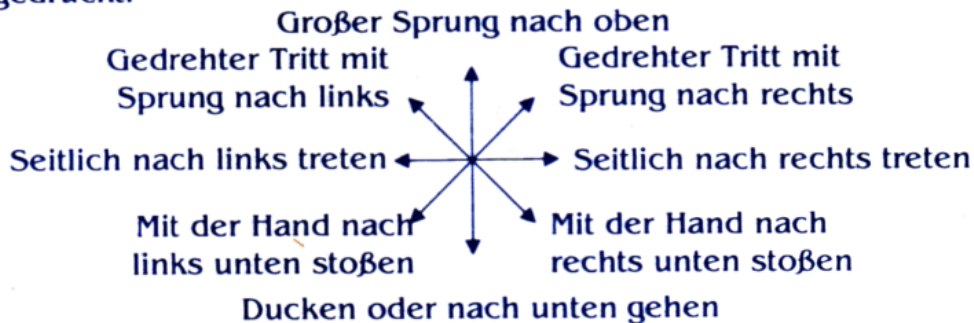 gedrückt.
Großer Sprung nach oben
Gedrehter Tritt mit
Sprung nach links
Gedrehter Tritt mit
Sprung nach rechts
Seitlich nach links treten
Seitlich nach rechts treten
Mit der Hand nach
links unten stoßen
Mit der Hand nach
rechts unten stoßen
Ducken oder nach unten gehen